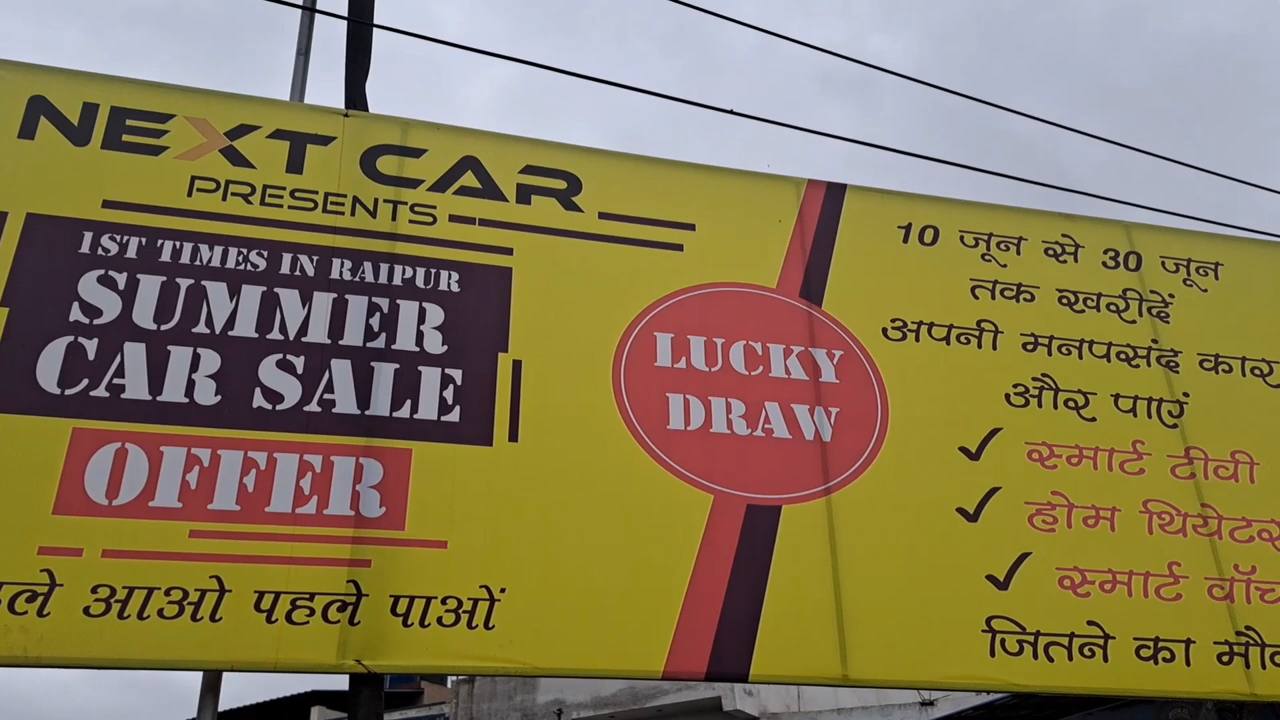 NEXT CAR
PRESENTS
1ST TIMES IN RAIPUR
SUMMER
CAR SALE
OFFER
आओ पहले पाओं
LUCKY
DRAW
10 जून से 30 जून
तक खरीदें
अपनी मनपसंद कार
और पाएं
✓ स्मार्ट टीवी
✓ होम थियेटर
✓ स्मार्ट
जितने का